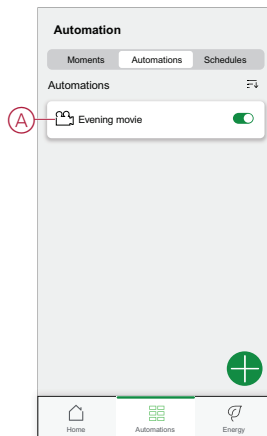 Automation
Moments Automations Schedules
Automations
A Evening movie
Home Automations Energy